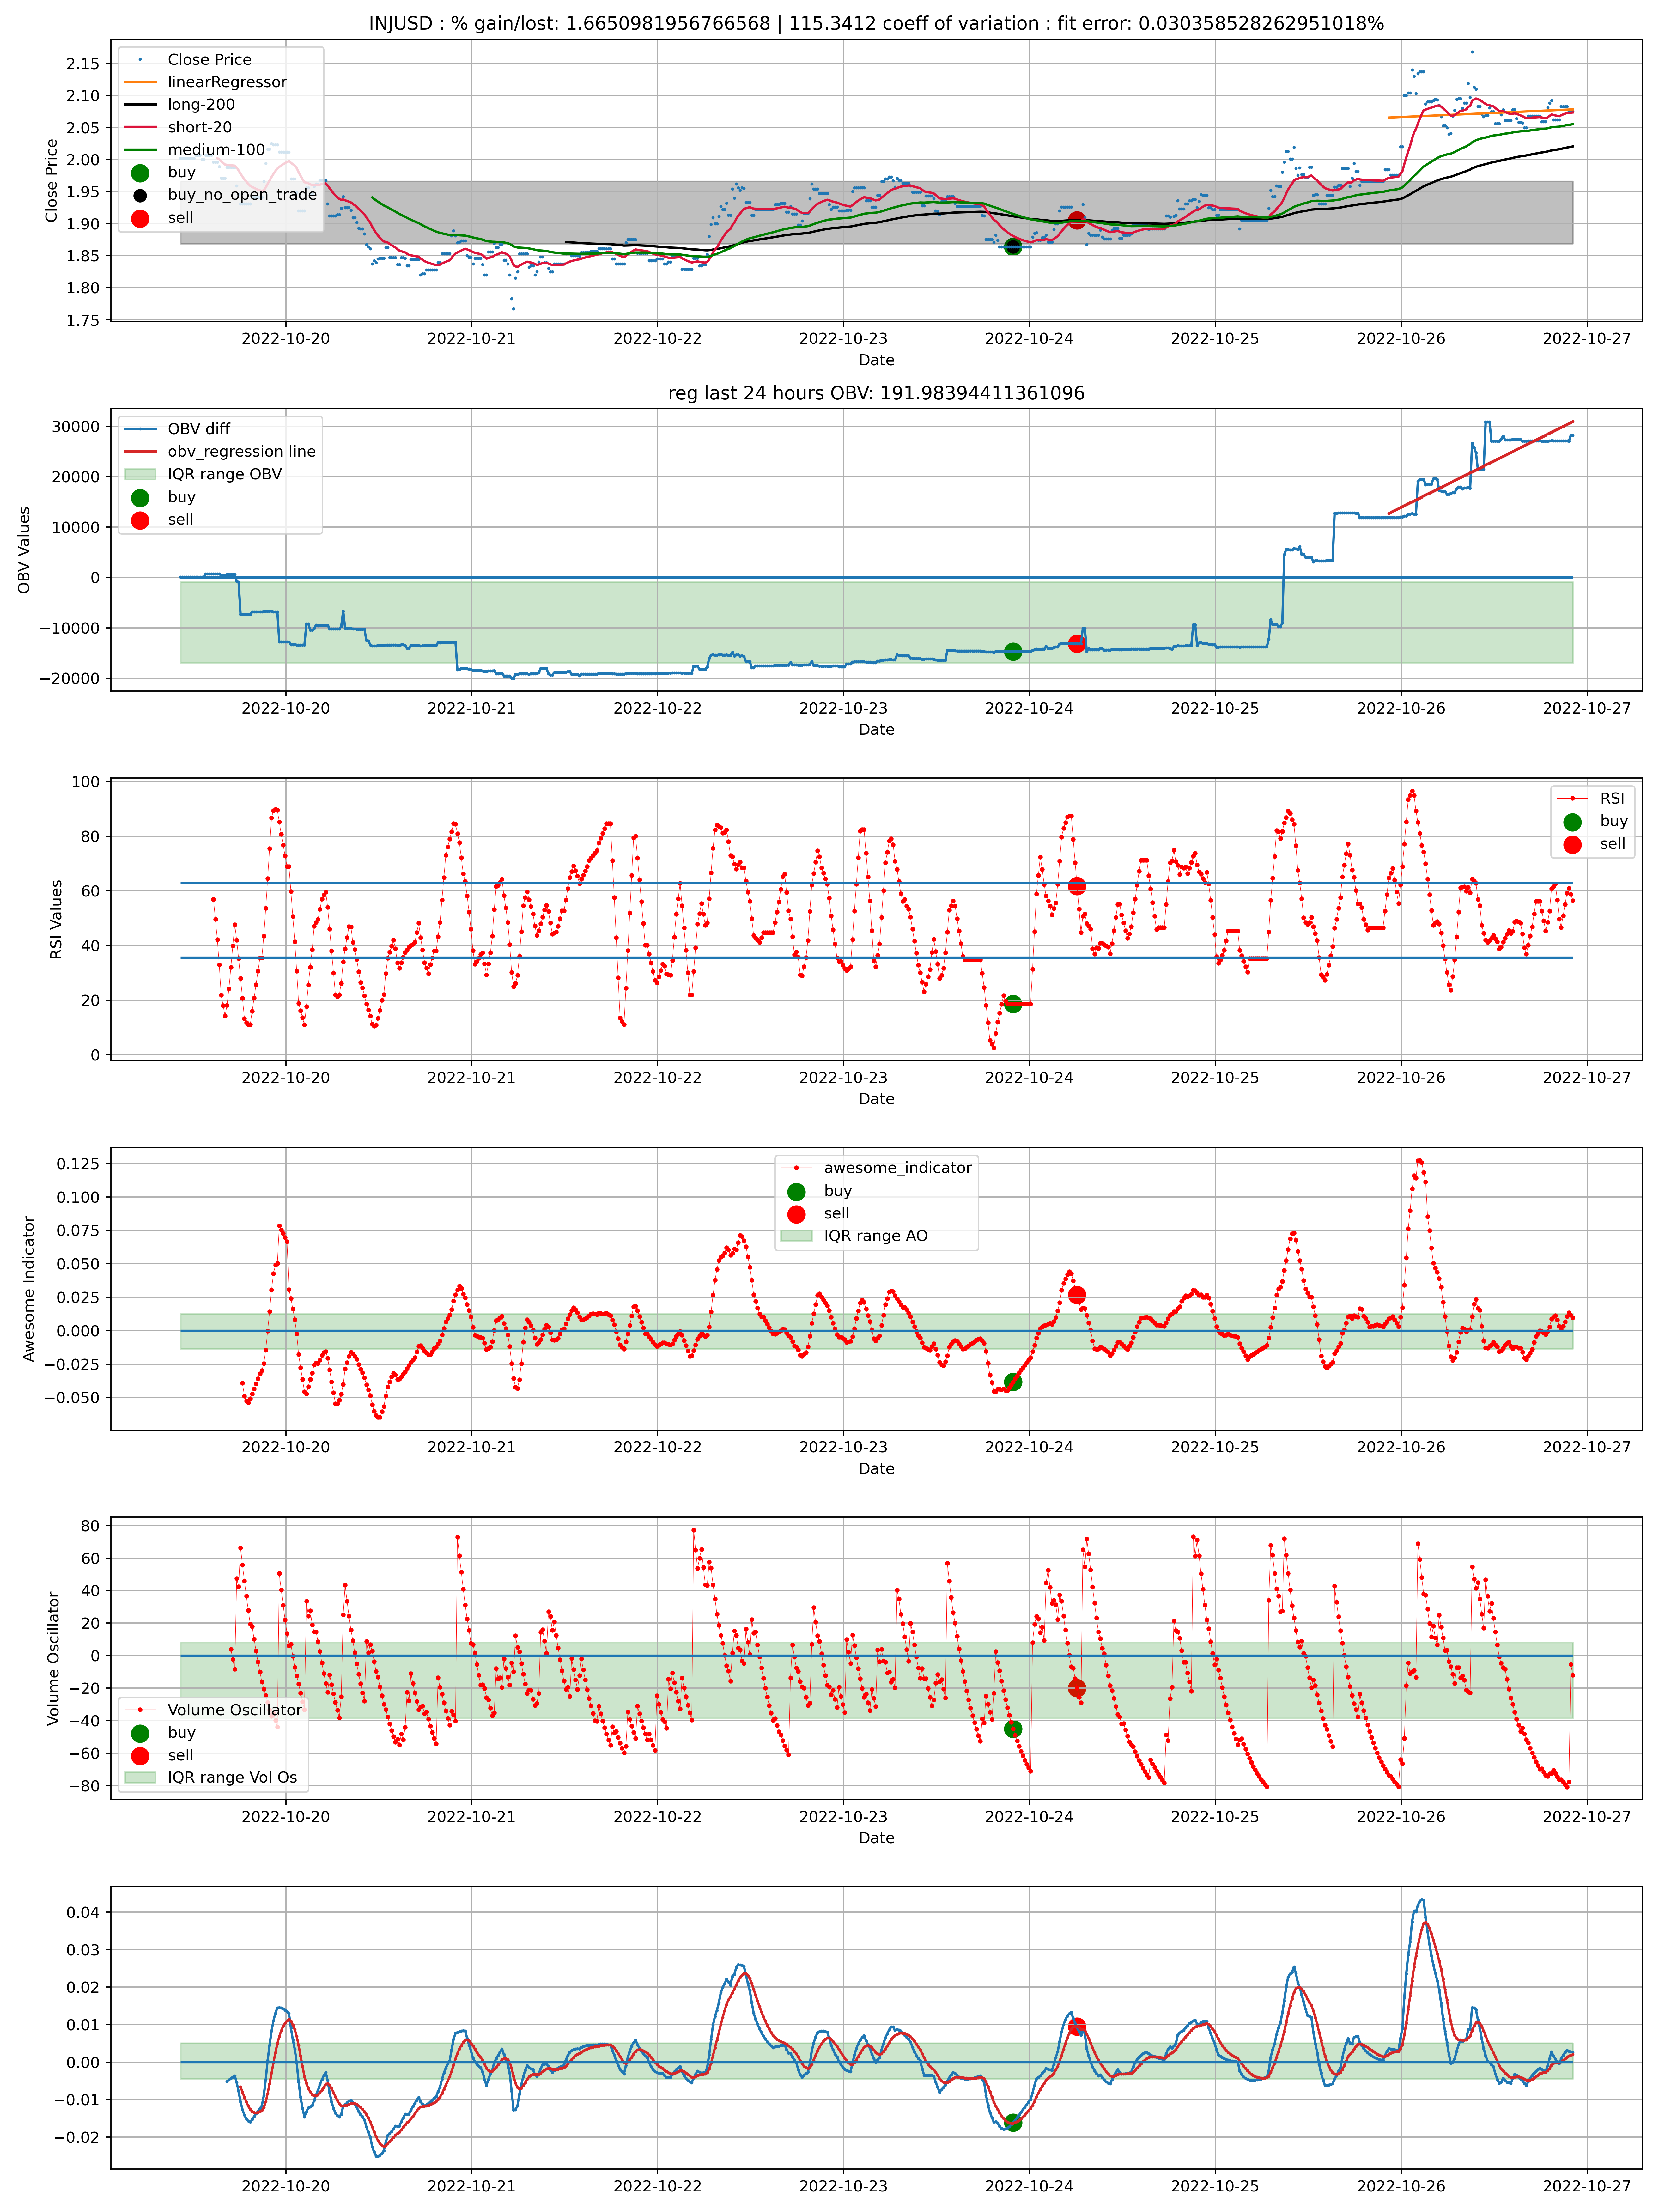 INJUSD : % gain/lost: 1.6650981956766568 | 115.3412 coeff of variation : fit error: 0.030358528262951018%
Close Price
2.15
2.10
2.05
2.00
1.95
1.90
1.85
1.80
1.75
Close Price
linearRegressor
long-200
short-20
medium-100
buy
buy_no_open_trade
sell
2022-10-20 2022-10-21 2022-10-22 2022-10-23 2022-10-24 2022-10-25 2022-10-26 2022-10-27
Date
reg last 24 hours OBV: 191.98394411361096
OBV Values
30000
20000
10000
0
−10000
−20000
OBV diff
obv_regression line
IQR range OBV
buy
sell
2022-10-20 2022-10-21 2022-10-22 2022-10-23 2022-10-24 2022-10-25 2022-10-26 2022-10-27
Date
RSI Values
100
80
60
40
20
0
RSI
buy
sell
2022-10-20 2022-10-21 2022-10-22 2022-10-23 2022-10-24 2022-10-25 2022-10-26 2022-10-27
Date
Awesome Indicator
0.125
0.100
0.075
0.050
0.025
0.000
−0.025
−0.050
awesome_indicator
buy
sell
IQR range AO
2022-10-20 2022-10-21 2022-10-22 2022-10-23 2022-10-24 2022-10-25 2022-10-26 2022-10-27
Date
Volume Oscillator
80
60
40
20
0
−20
−40
−60
−80
Volume Oscillator
buy
sell
IQR range Vol Os
2022-10-20 2022-10-21 2022-10-22 2022-10-23 2022-10-24 2022-10-25 2022-10-26 2022-10-27
Date
0.04
0.03
0.02
0.01
0.00
−0.01
−0.02
2022-10-20 2022-10-21 2022-10-22 2022-10-23 2022-10-24 2022-10-25 2022-10-26 2022-10-27